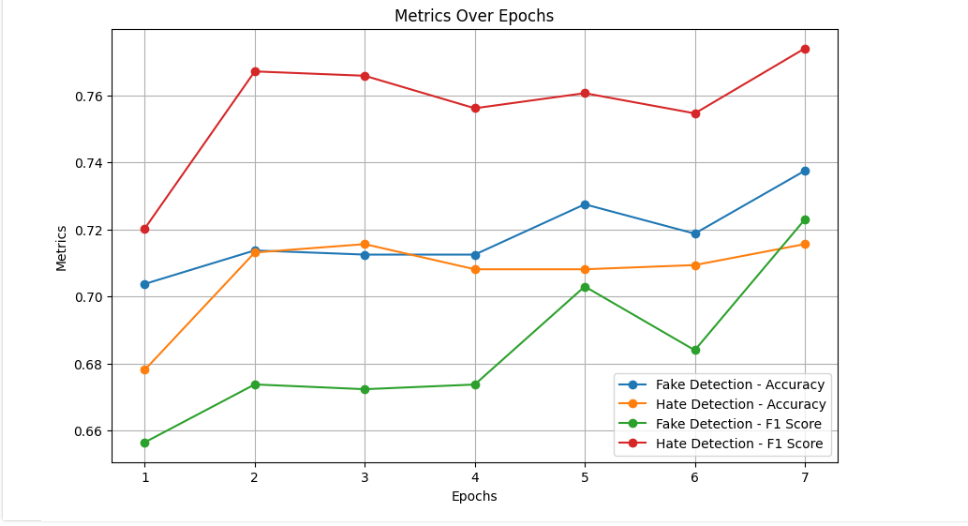 Metrics Over Epochs
Metrics
0.76
0.74
0.72
0.70
0.68
0.66
1 2 3 4 5 6 7
Epochs
Fake Detection - Accuracy
Hate Detection - Accuracy
Fake Detection - F1 Score
Hate Detection - F1 Score